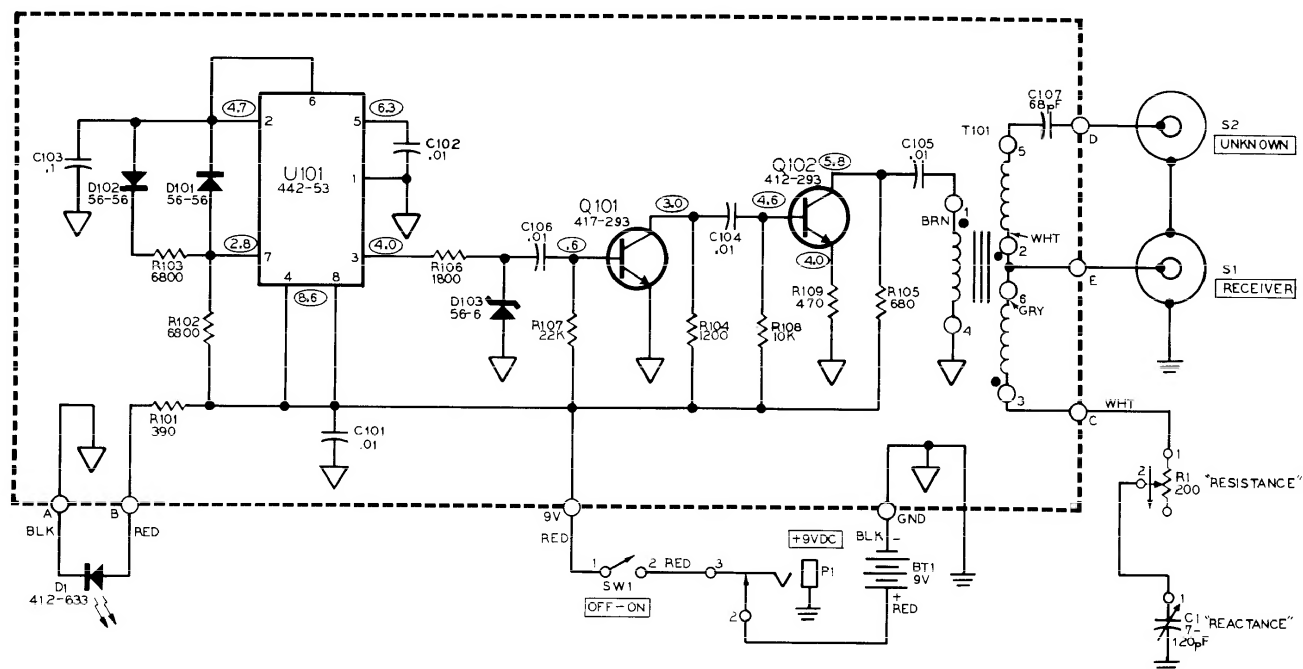 4.7
6
6.3
2
5
C103
.1
D102
56-56
D101
56-56
U101
442-53
1
C102
.01
2.8
7
4.0
3
R103
6800
4
8
8.6
R102
6800
R106
1800
C106
.01
D103
56-6
.6
Q101
417-293
3.0
R107
22K
C104
.01
R104
1200
4.6
R108
10K
Q102
412-293
5.8
4.0
R109
470
R105
680
C105
.01
BRN
1
4
T101
C107
68pF
5
WHT
2
6
GRY
3
D
E
C
WHT
S2
UNKNOWN
S1
RECEIVER
R101
390
C101
.01
A
BLK
B
RED
D1
412-633
9V
RED
1
SW1
2 RED
3
OFF-ON
2
+9VDC
P1
GND
BLK
-
BT1
9V
+
RED
1
2
R1
200
"RESISTANCE"
1
C1
7-
120pF
"REACTANCE"